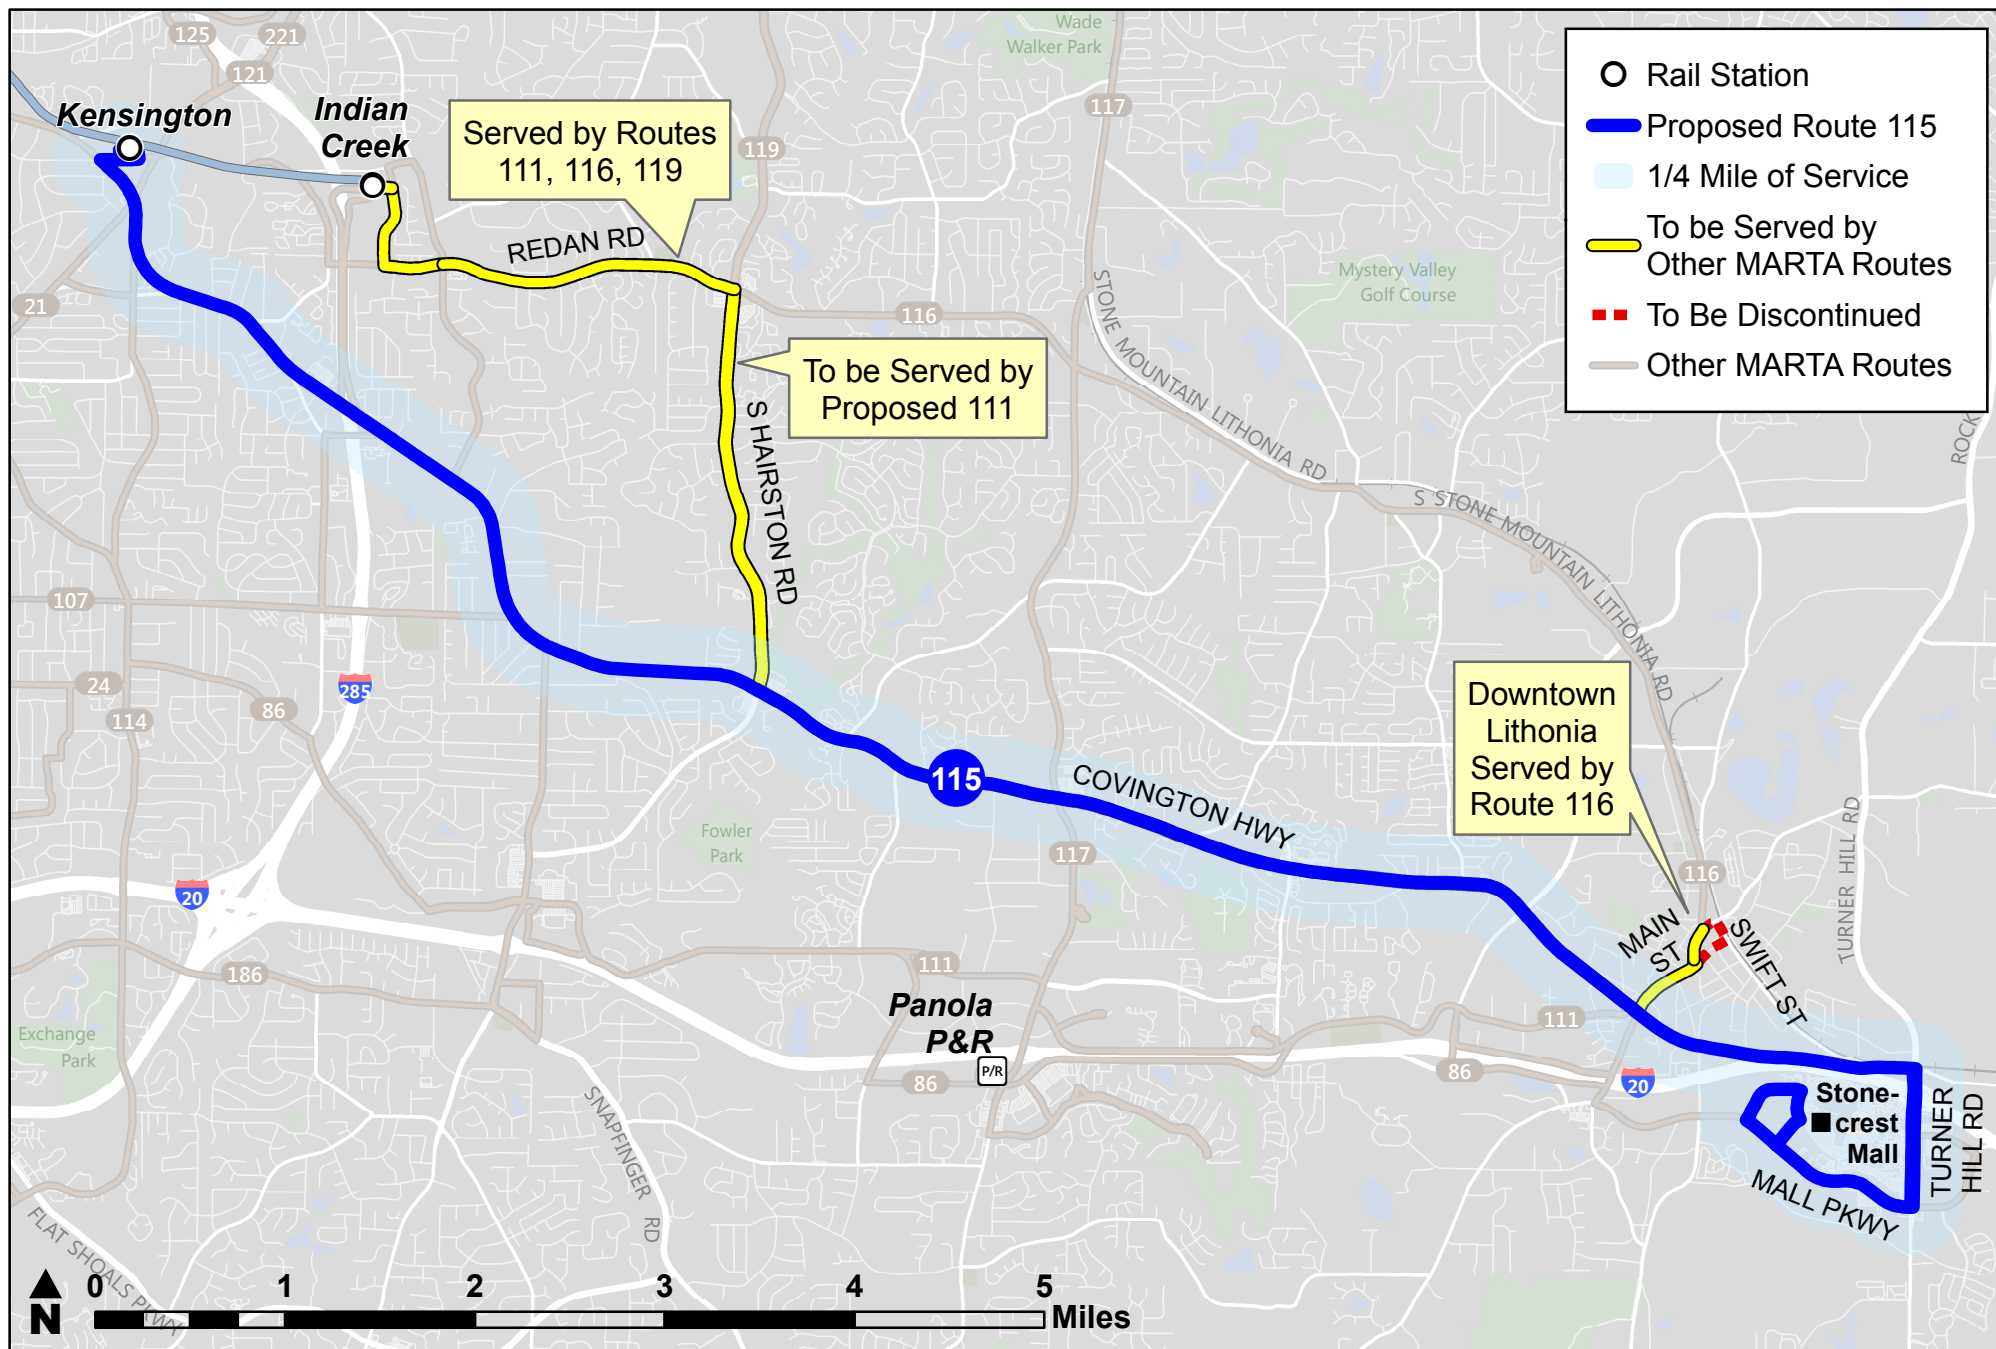 125
221
121
Kensington
Indian
Creek
Served by Routes
111, 116, 119
119
117
Wade
Walker Park
Rail Station
Proposed Route 115
1/4 Mile of Service
To be Served by
Other MARTA Routes
To Be Discontinued
Other MARTA Routes
REDAN RD
21
116
Mystery Valley
Golf Course
To be Served by
Proposed 111
STONE MOUNTAIN LITHONIA RD
ROCK
S HAIRSTON RD
S STONE MOUNTAIN LITHONIA RD
107
24
86
114
285
115
COVINGTON HWY
Downtown
Lithonia
Served by
Route 116
Fowler
Park
117
116
TURNER HILL RD
20
186
111
MAIN
ST
SWIFT ST
Panola
P&R
P/R
Exchange
Park
86
111
86
20
Stone-
crest
Mall
TURNER
HILL RD
MALL PKWY
SNAPFINGER RD
FLAT SHOALS PKWY
N
0 1 2 3 4 5
Miles